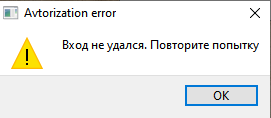 Avtorization error
Вход не удался. Повторите попытку
OK